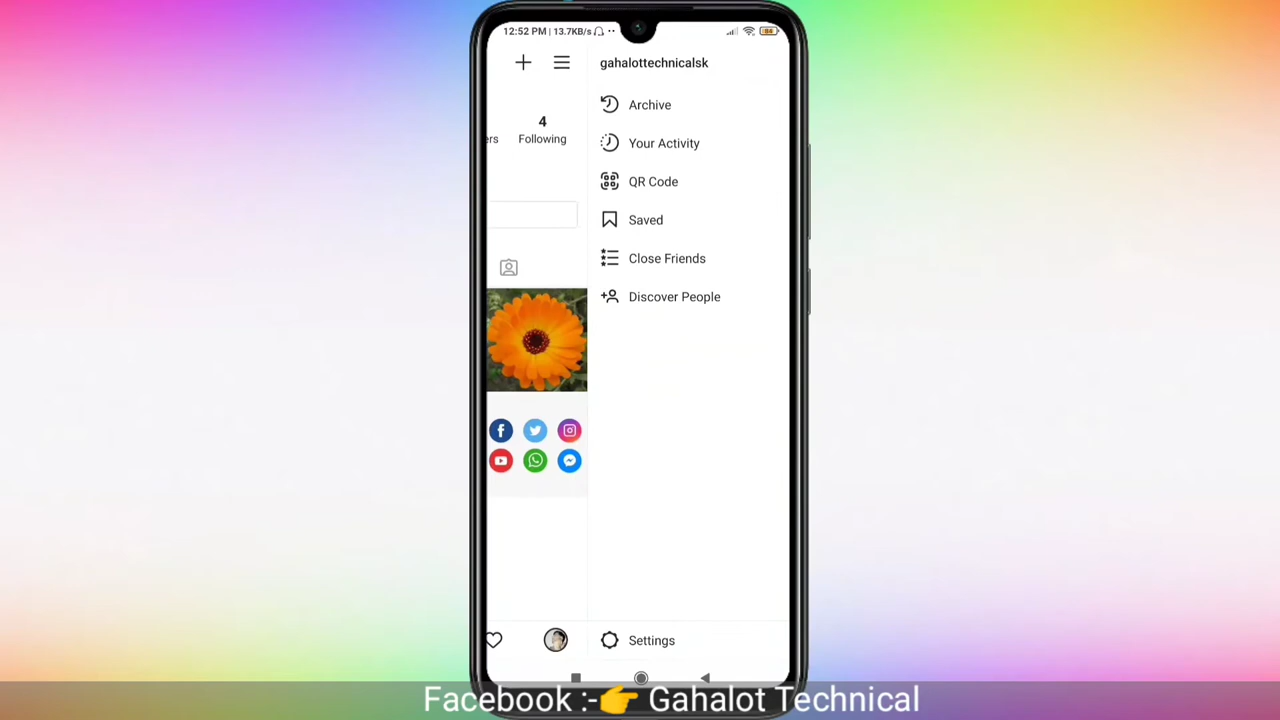 12:52 PM | 13.7KB/s
gahalottechnicalsk
4
Following
ers
Archive
Your Activity
QR Code
Saved
Close Friends
Discover People
Settings
Facebook :-👉 Gahalot Technical